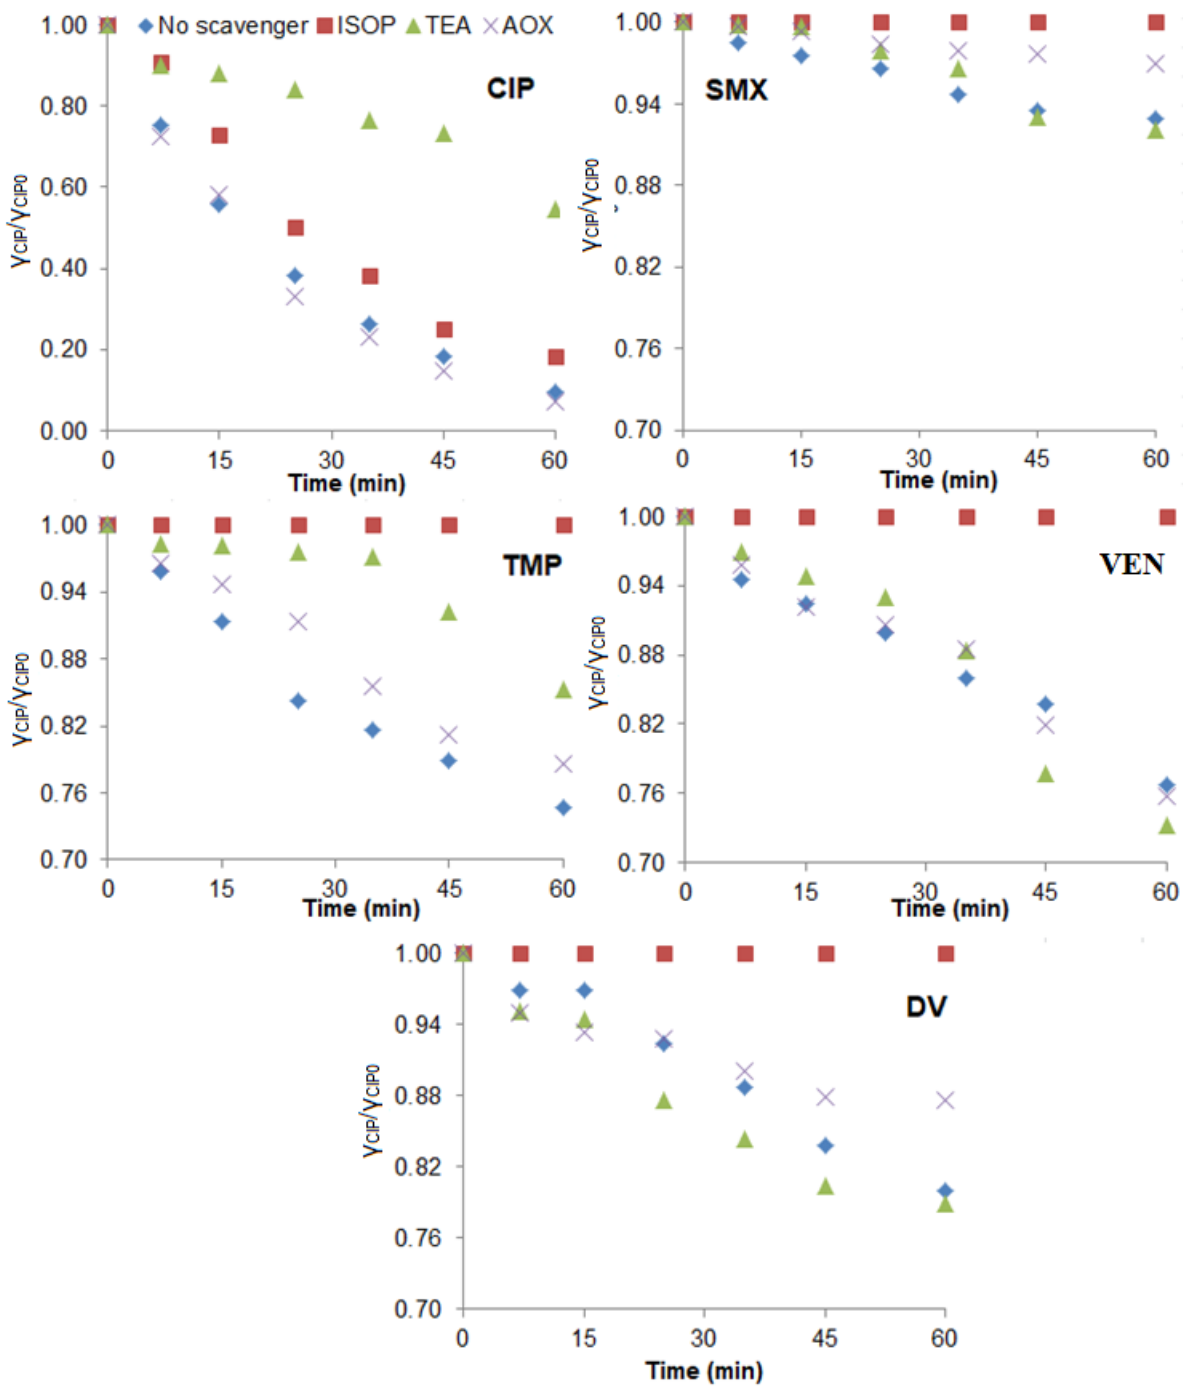 No scavenger ISOP TEA AOX
CIP
1.00
0.80
0.60
0.40
0.20
0.00
γCIP/γCIP0
0 15 30 45 60
Time (min)
SMX
1.00
0.94
0.88
0.82
0.76
0.70
γCIP/γCIP0
0 15 30 45 60
Time (min)
TMP
1.00
0.94
0.88
0.82
0.76
0.70
γCIP/γCIP0
0 15 30 45 60
Time (min)
VEN
1.00
0.94
0.88
0.82
0.76
0.70
γCIP/γCIP0
0 15 30 45 60
Time (min)
DV
1.00
0.94
0.88
0.82
0.76
0.70
γCIP/γCIP0
0 15 30 45 60
Time (min)